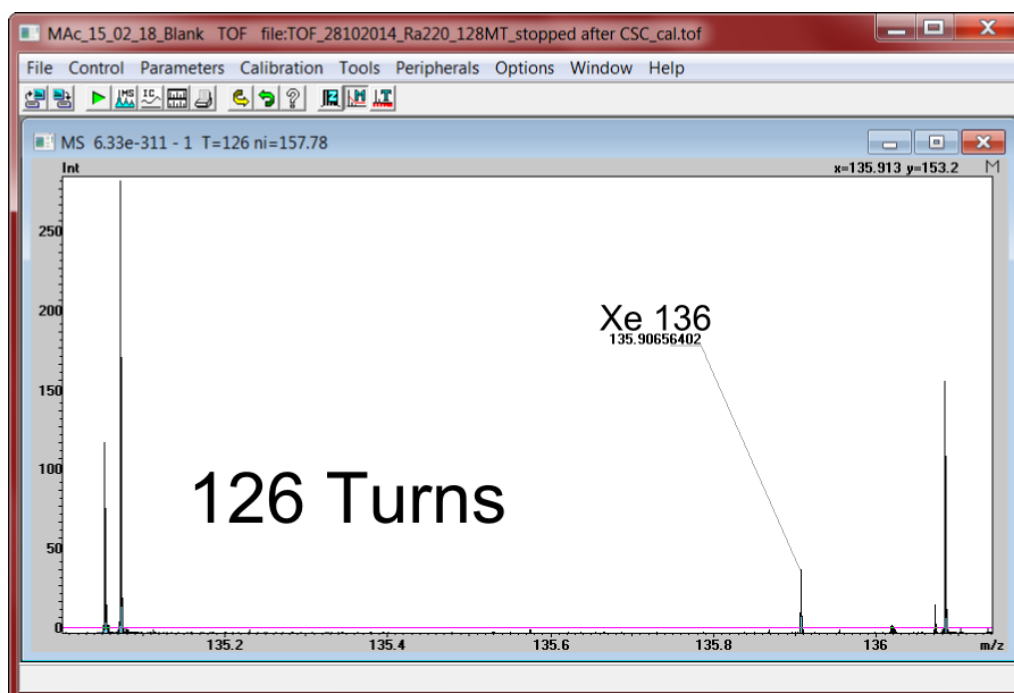 MAc_15_02_18_Blank TOF file:TOF_28102014_Ra220_128MT_stopped after CSC_cal.tof
File Control Parameters Calibration Tools Peripherals Options Window Help
MS IC
MS 6.33e-311 - 1 T=126 ni=157.78
Int
x=135.913 y=153.2 M
250
200
Xe 136
135.90656402
150
100
126 Turns
50
0
135.2 135.4 135.6 135.8 136 m/z